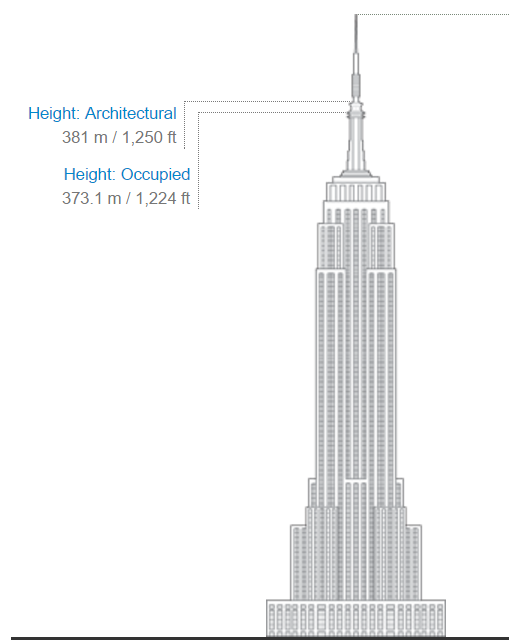 Height: Architectural
381 m / 1,250 ft
Height: Occupied
373.1 m / 1,224 ft